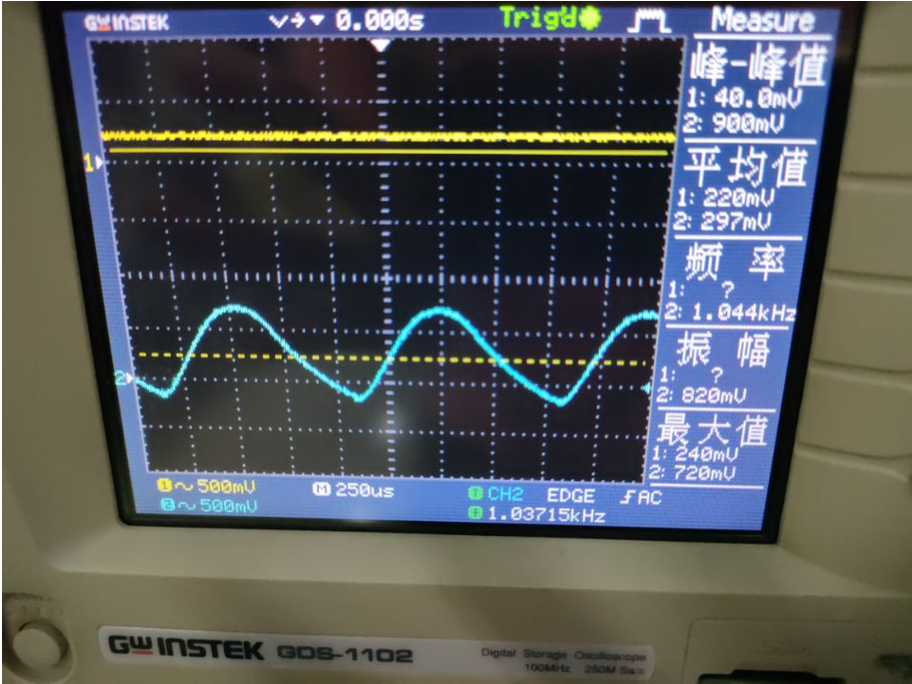 GWINSTEK 0.000s Trig'd Measure
峰-峰值
1: 40.0mV
2: 900mV
平均值
1: 220mV
2: 297mV
频 率
1: ?
2: 1.044kHz
振 幅
1: ?
2: 820mV
最大值
1: 240mV
2: 720mV
1
2
1 ~ 500mV M 250us T CH2 EDGE AC
2 ~ 500mV f 1.03715kHz
GWINSTEK GDS-1102 Digital Storage Oscilloscope
100MHz 250M Sa/s